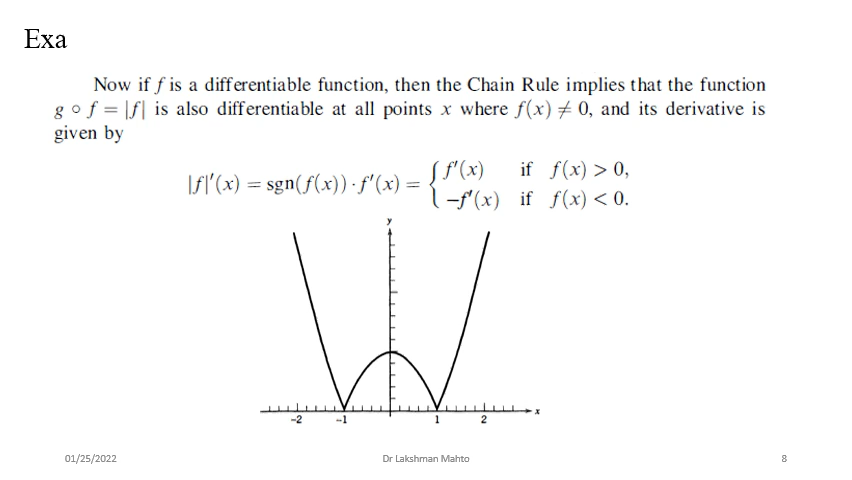 Exa
Now if f is a differentiable function, then the Chain Rule implies that the function
g ∘ f = |f| is also differentiable at all points x where f(x) ≠ 0, and its derivative is
given by
|f|′(x) = sgn(f(x)) · f′(x) = { f′(x) if f(x) > 0,
−f′(x) if f(x) < 0.
y
x
−2 −1 1 2
01/25/2022 Dr Lakshman Mahto 8